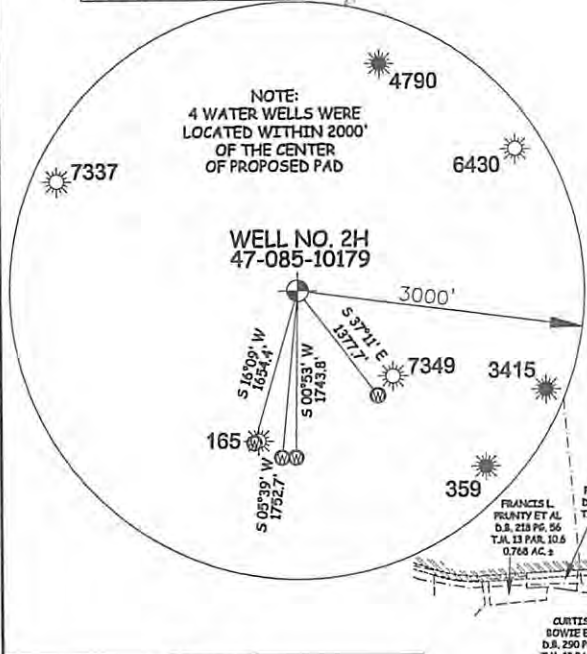 4790
NOTE:
4 WATER WELLS WERE
LOCATED WITHIN 2000'
OF THE CENTER
OF PROPOSED PAD
6430
7337
WELL NO. 2H
47-085-10179
3000'
S 37°11' E
1377.7'
S 16°09' W
1654.4'
S 00°53' W
1743.8'
7349
3415
165
W
W
W
W
S 05°39' W
1752.7'
359
FRANCIS L.
PRUNTY ET AL
D.B. 218 PG. 56
T.M. 13 PAR. 10.6
0.768 AC. ±
CURTIS
BOWIE E
D.B. 290 P